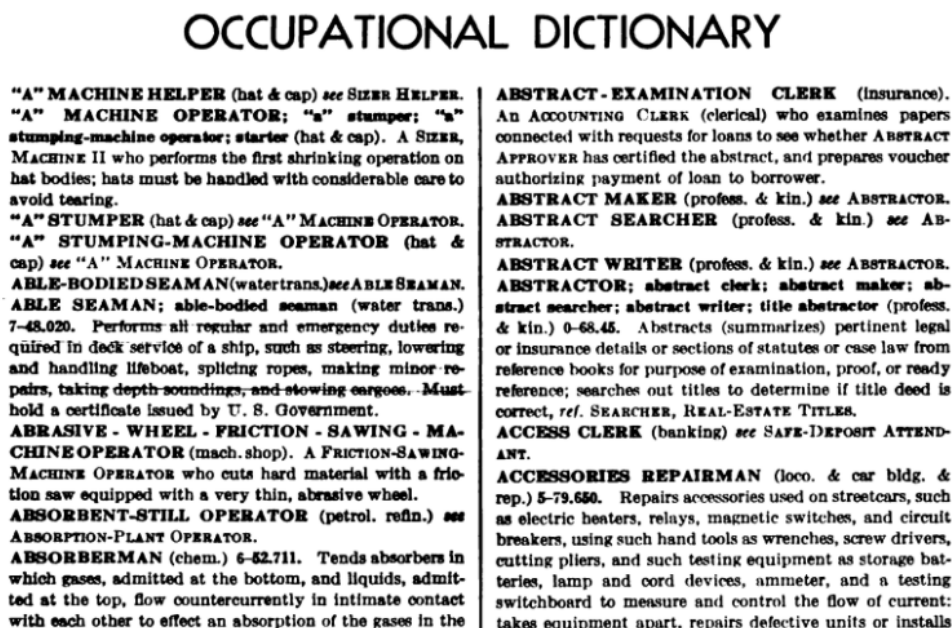 OCCUPATIONAL DICTIONARY
"A" MACHINE HELPER (hat & cap) see SIZER HELPER.
"A" MACHINE OPERATOR; "a" stumper; "a"
stumping-machine operator; starter (hat & cap). A SIZER,
MACHINE II who performs the first shrinking operation on
hat bodies; hats must be handled with considerable care to
avoid tearing.
"A" STUMPER (hat & cap) see "A" MACHINE OPERATOR.
"A" STUMPING-MACHINE OPERATOR (hat &
cap) see "A" MACHINE OPERATOR.
ABLE-BODIED SEAMAN (water trans.) see ABLE SEAMAN.
ABLE SEAMAN; able-bodied seaman (water trans.)
7-48.020. Performs all regular and emergency duties re-
quired in deck service of a ship, such as steering, lowering
and handling lifeboat, splicing ropes, making minor re-
pairs, taking depth soundings, and stowing cargoes. Must
hold a certificate issued by U. S. Government.
ABRASIVE - WHEEL - FRICTION - SAWING - MA-
CHINE OPERATOR (mach. shop). A FRICTION-SAWING-
MACHINE OPERATOR who cuts hard material with a fric-
tion saw equipped with a very thin, abrasive wheel.
ABSORBENT-STILL OPERATOR (petrol. refin.) see
ABSORPTION-PLANT OPERATOR.
ABSORBERMAN (chem.) 6-52.711. Tends absorbers in
which gases, admitted at the bottom, and liquids, admit-
ted at the top, flow countercurrently in intimate contact
with each other to effect an absorption of the gases in the
ABSTRACT-EXAMINATION CLERK (insurance).
An ACCOUNTING CLERK (clerical) who examines papers
connected with requests for loans to see whether ABSTRACT
APPROVER has certified the abstract, and prepares voucher
authorizing payment of loan to borrower.
ABSTRACT MAKER (profess. & kin.) see ABSTRACTOR.
ABSTRACT SEARCHER (profess. & kin.) see AB-
STRACTOR.
ABSTRACT WRITER (profess. & kin.) see ABSTRACTOR.
ABSTRACTOR; abstract clerk; abstract maker; ab-
stract searcher; abstract writer; title abstractor (profess.
& kin.) 0-68.45. Abstracts (summarizes) pertinent legal
or insurance details or sections of statutes or case law from
reference books for purpose of examination, proof, or ready
reference; searches out titles to determine if title deed is
correct, ref. SEARCHER, REAL-ESTATE TITLES.
ACCESS CLERK (banking) see SAFE-DEPOSIT ATTEND-
ANT.
ACCESSORIES REPAIRMAN (loco. & car bldg. &
rep.) 5-79.650. Repairs accessories used on streetcars, such
as electric heaters, relays, magnetic switches, and circuit
breakers, using such hand tools as wrenches, screw drivers,
cutting pliers, and such testing equipment as storage bat-
teries, lamp and cord devices, ammeter, and a testing
switchboard to measure and control the flow of current;
takes equipment apart, repairs defective units or installs